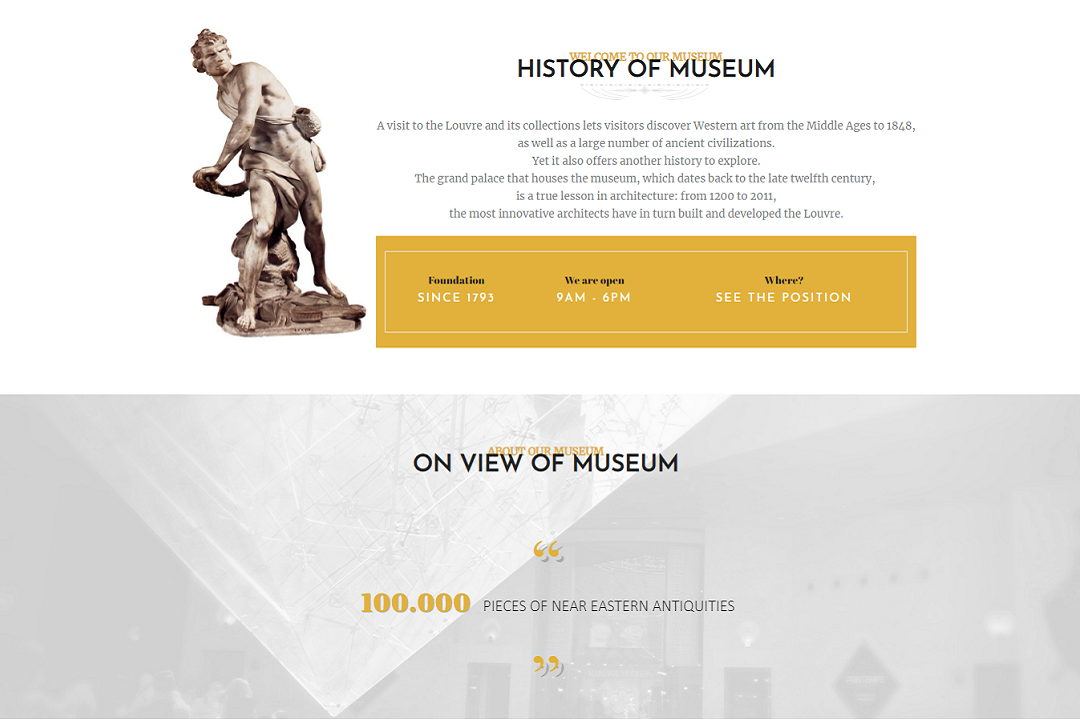 WELCOME TO OUR MUSEUM
HISTORY OF MUSEUM
A visit to the Louvre and its collections lets visitors discover Western art from the Middle Ages to 1848,
as well as a large number of ancient civilizations.
Yet it also offers another history to explore.
The grand palace that houses the museum, which dates back to the late twelfth century,
is a true lesson in architecture: from 1200 to 2011,
the most innovative architects have in turn built and developed the Louvre.
Foundation
SINCE 1793
We are open
9AM - 6PM
Where?
SEE THE POSITION
ABOUT OUR MUSEUM
ON VIEW OF MUSEUM
“
100.000 PIECES OF NEAR EASTERN ANTIQUITIES
”